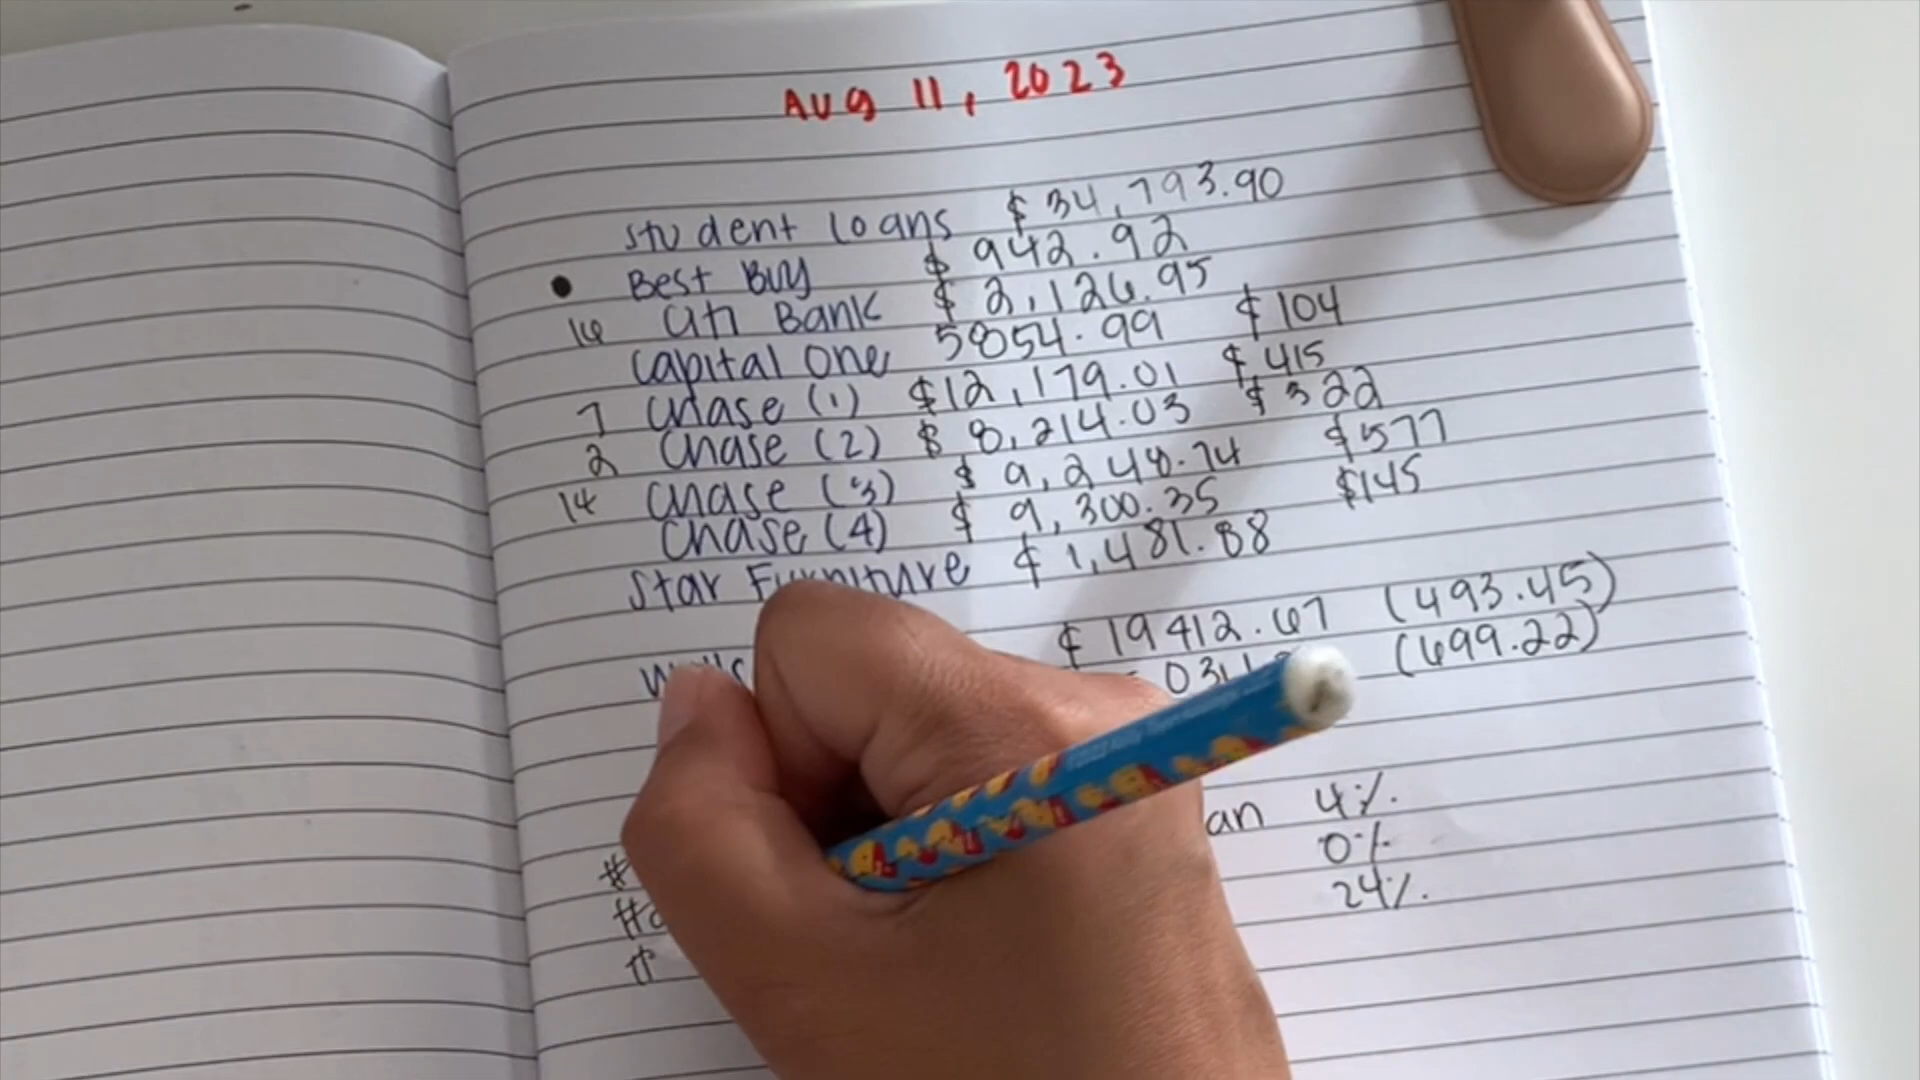 Aug 11, 2023
Student loans $ 34,793.90
Best Buy $ 942.92
16 Citi Bank $ 2,126.95
Capital One 5854.99 $104
7 Chase (1) $12,179.01 $415
2 Chase (2) $ 8,214.03 $322
14 Chase (3) $ 9,248.74 $577
Chase (4) $ 9,300.35 $145
Star Furniture $ 1,481.88
$ 19412.67 (493.45)
(699.22)
4%
# 0%
# 24%
#